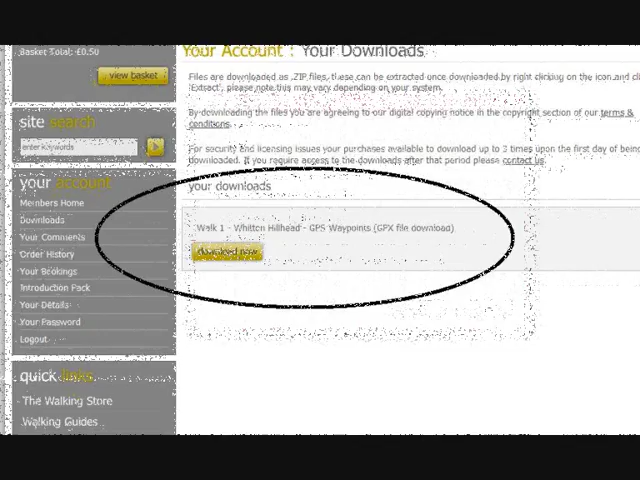 Basket Total: £0.50
view basket
site search
enter keywords
your account
Members Home
Downloads
Your Comments
Order History
Your Bookings
Introduction Pack
Your Details
Your Password
Logout
quick links
The Walking Store
Walking Guides
Your Account : Your Downloads
Files are downloaded as .ZIP files, these can be extracted once downloaded by right clicking on the icon and cl
'Extract', please note this may vary depending on your system.
By downloading the files you are agreeing to our digital copying notice in the copyright section of our terms &
conditions.
For security and licensing issues your purchases available to download up to 3 times upon the first day of being
downloaded. If you require access to the downloads after that period please contact us.
your downloads
Walk 1 - Whitton Hillhead - GPS Waypoints (GPX file download)
download now